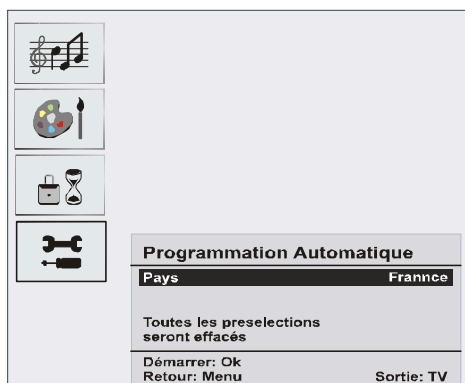 Programmation Automatique
Pays Frannce
Toutes les preselections
seront effacés
Démarrer: Ok
Retour: Menu Sortie: TV